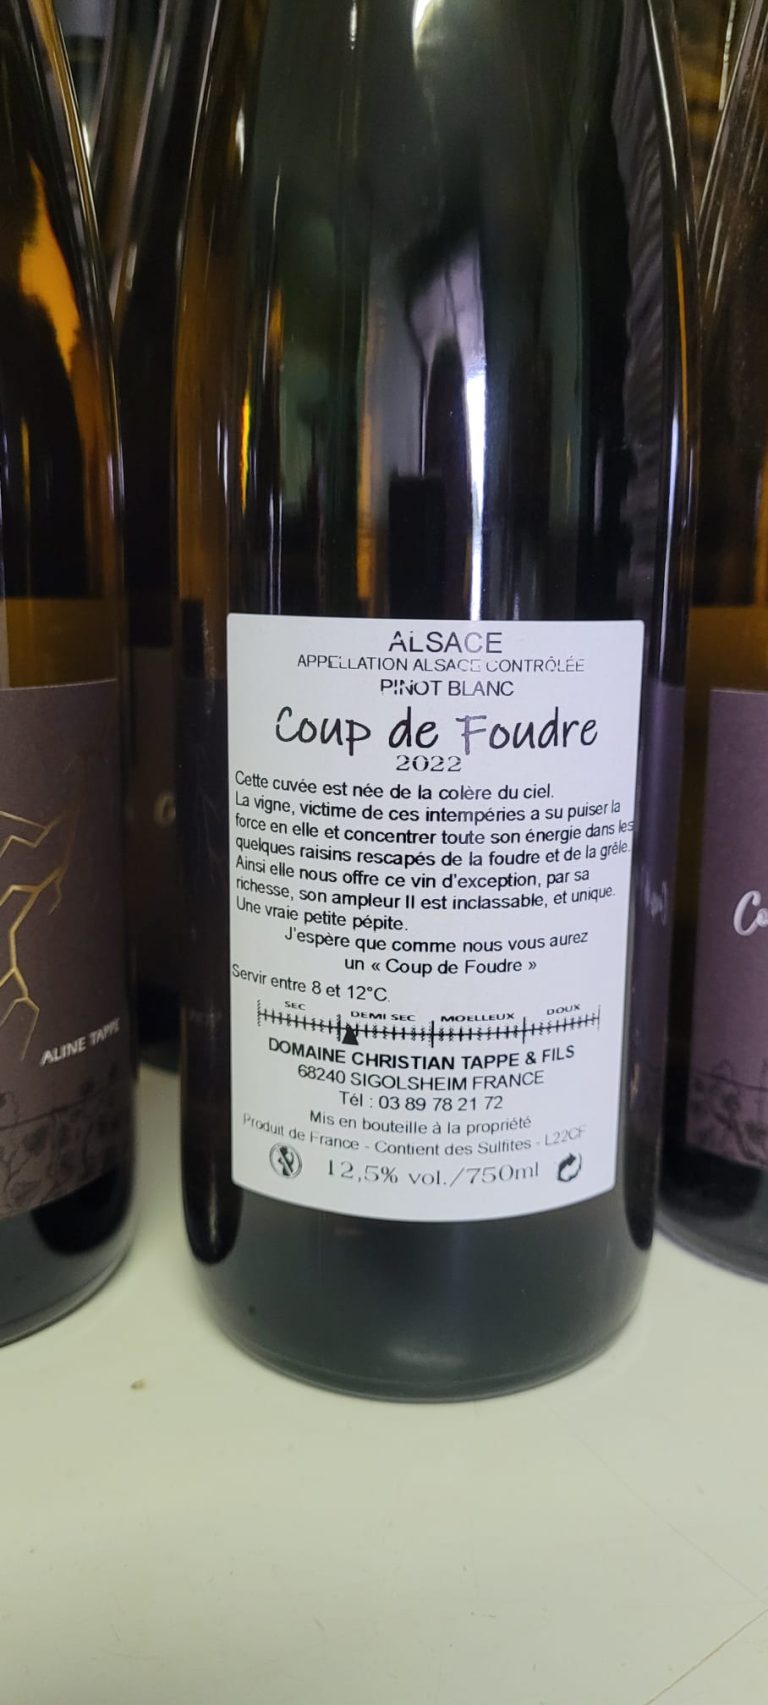 ALSACE
APPELLATION ALSACE CONTRÔLÉE
PINOT BLANC
Coup de Foudre
2022
Cette cuvée est née de la colère du ciel.
La vigne, victime de ces intempéries a su puiser la
force en elle et concentrer toute son énergie dans les
quelques raisins rescapés de la foudre et de la grêle.
Ainsi elle nous offre ce vin d'exception, par sa
richesse, son ampleur Il est inclassable, et unique.
Une vraie petite pépite.
J'espère que comme nous vous aurez
un « Coup de Foudre »
Servir entre 8 et 12°C.
SEC DEMI SEC MOELLEUX DOUX
DOMAINE CHRISTIAN TAPPE & FILS
68240 SIGOLSHEIM FRANCE
Tél : 03 89 78 21 72
Mis en bouteille à la propriété
Produit de France - Contient des Sulfites - L22CF
12,5% vol./750ml
ALINE TAPPE
Co